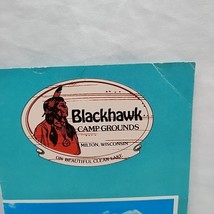 Blackhawk
CAMP GROUNDS
MILTON, WISCONSIN
ON BEAUTIFUL CLEAR LAKE